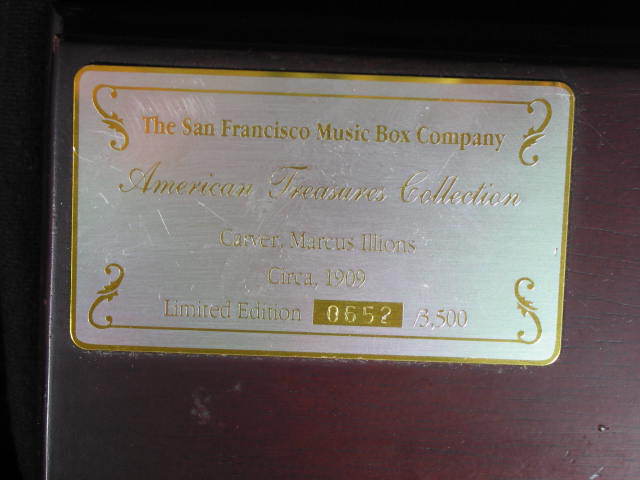 The San Francisco Music Box Company
American Treasures Collection
Carver, Marcus Illions
Circa, 1909
Limited Edition 0652 /3,500